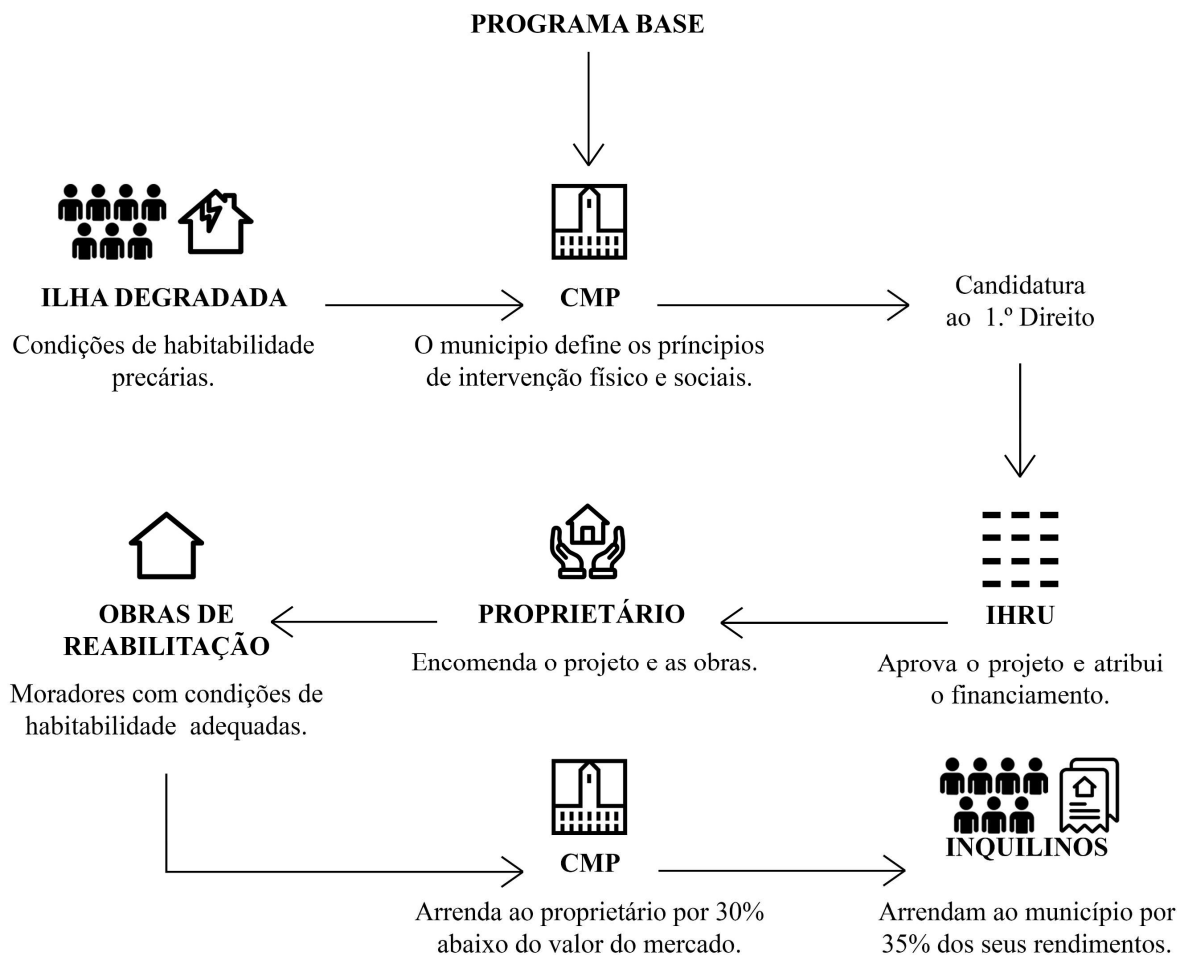 PROGRAMA BASE
ILHA DEGRADADA
Condições de habitabilidade
precárias.
CMP
O municipio define os príncipios
de intervenção físico e sociais.
Candidatura
ao 1.º Direito
OBRAS DE
REABILITAÇÃO
Moradores com condições de
habitabilidade adequadas.
PROPRIETÁRIO
Encomenda o projeto e as obras.
IHRU
Aprova o projeto e atribui
o financiamento.
CMP
Arrenda ao proprietário por 30%
abaixo do valor do mercado.
INQUILINOS
Arrendam ao município por
35% dos seus rendimentos.